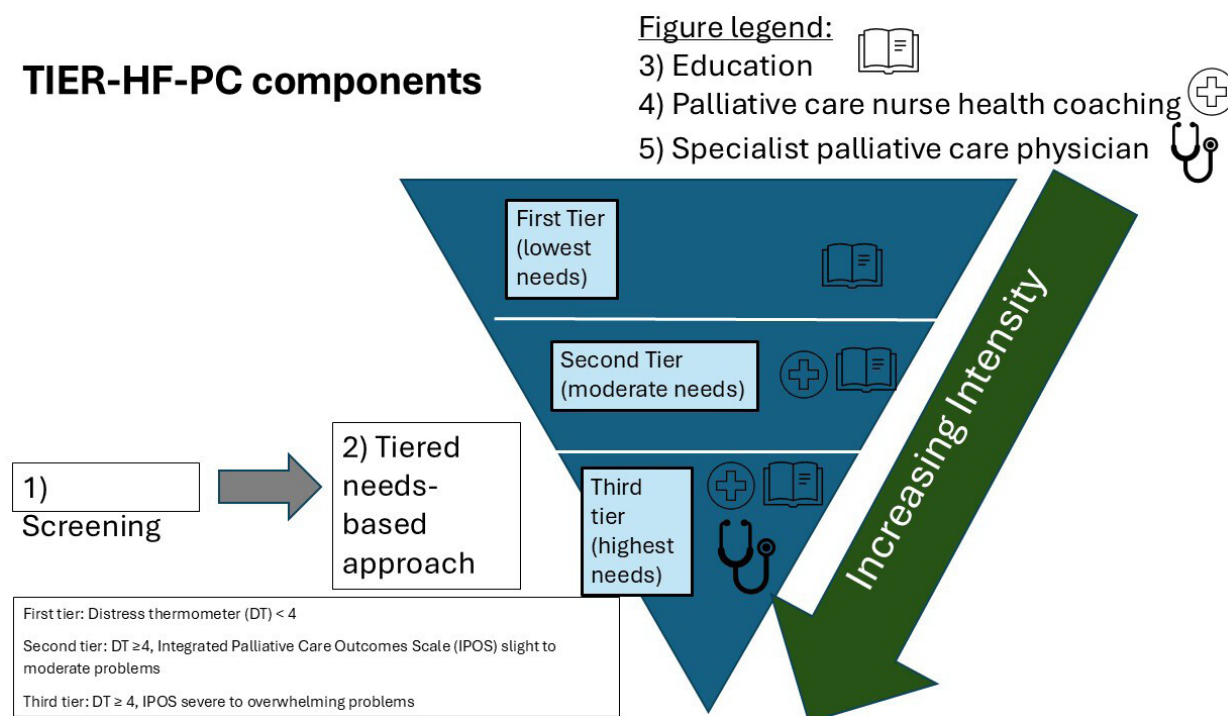 TIER-HF-PC components
Figure legend:
3) Education
4) Palliative care nurse health coaching
5) Specialist palliative care physician
First Tier
(lowest
needs)
Second Tier
(moderate needs)
Third
tier
(highest
needs)
Increasing Intensity
1)
Screening
2) Tiered
needs-
based
approach
First tier: Distress thermometer (DT) < 4
Second tier: DT ≥4, Integrated Palliative Care Outcomes Scale (IPOS) slight to
moderate problems
Third tier: DT ≥ 4, IPOS severe to overwhelming problems